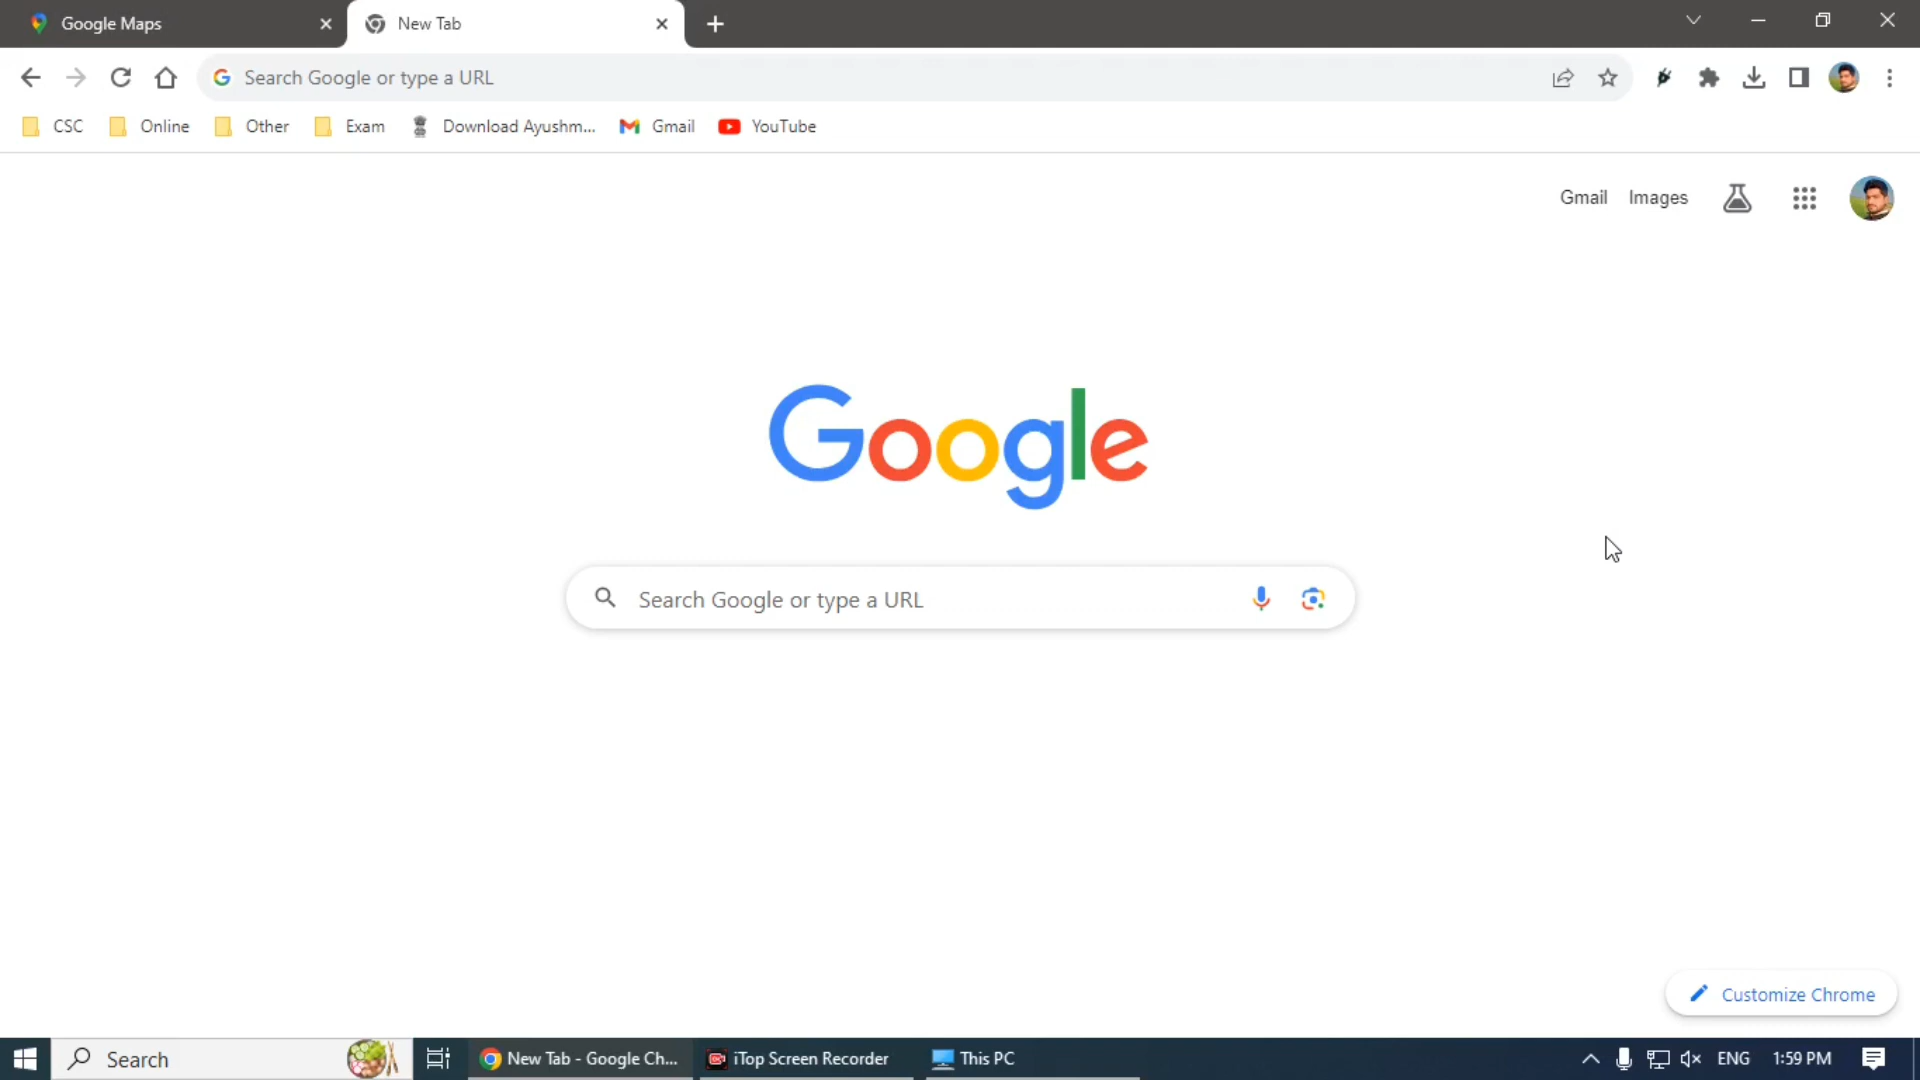 Google Maps
New Tab
Search Google or type a URL
CSC
Online
Other
Exam
Download Ayushm...
Gmail
YouTube
Gmail
Images
Google
Search Google or type a URL
Customize Chrome
Search
New Tab - Google Ch...
iTop Screen Recorder
This PC
ENG
1:59 PM